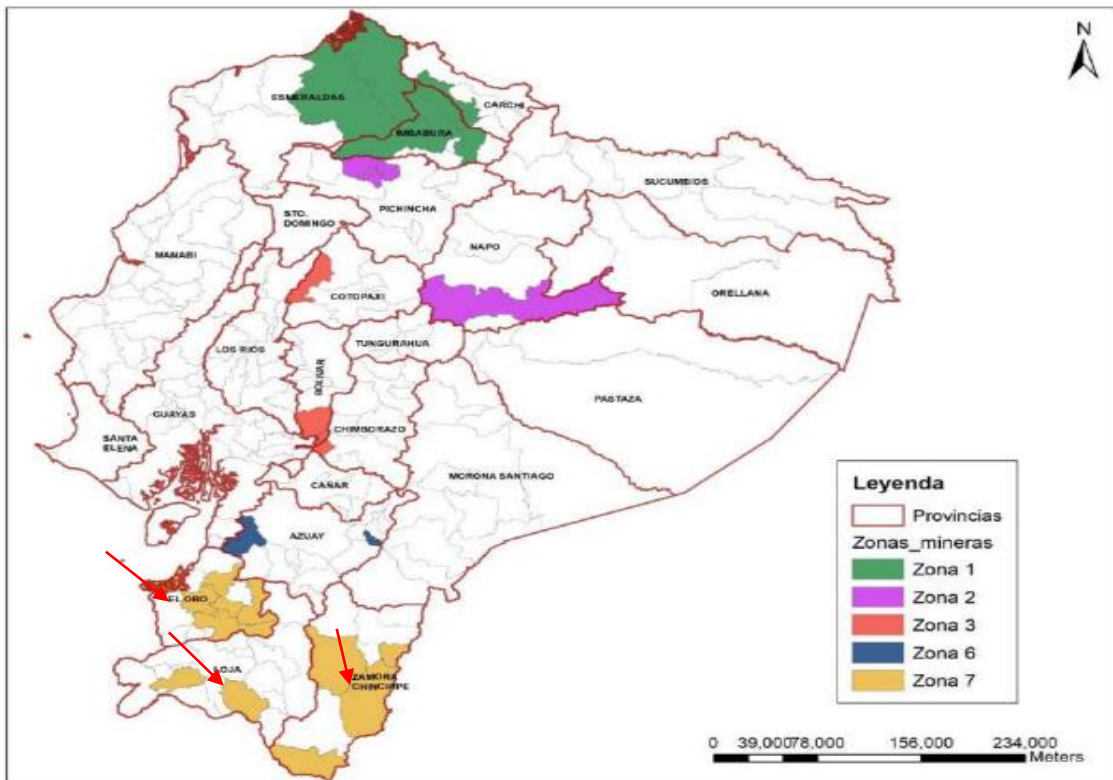 N
ESMERALDAS
CARCHI
IMBABURA
SUCUMBIOS
PICHINCHA
STO.
DOMINGO
NAPO
MANABI
COTOPAXI
ORELLANA
LOS RIOS
TUNGURAHUA
BOLIVAR
PASTAZA
GUAYAS
CHIMBORAZO
SANTA
ELENA
MORONA SANTIAGO
CAÑAR
AZUAY
EL ORO
LOJA
ZAMORA
CHINCHIPE
Leyenda
Provincias
Zonas_mineras
Zona 1
Zona 2
Zona 3
Zona 6
Zona 7
0 39,00078,000 156,000 234,000
Meters